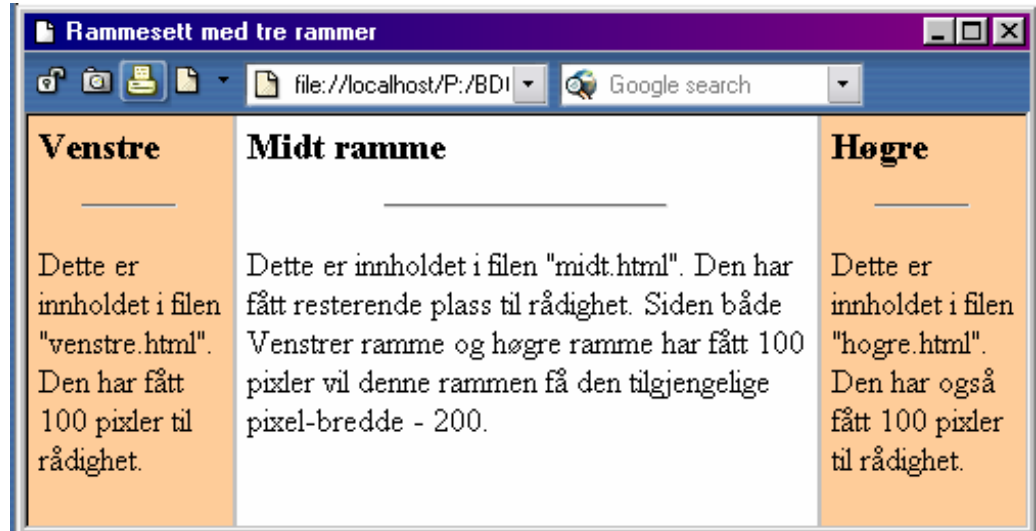 Rammesett med tre rammer
file://localhost/P:/BDI
Google search
Venstre
Dette er
innholdet i filen
"venstre.html".
Den har fått
100 pixler til
rådighet.
Midt ramme
Dette er innholdet i filen "midt.html". Den har
fått resterende plass til rådighet. Siden både
Venstrer ramme og høgre ramme har fått 100
pixler vil denne rammen få den tilgjengelige
pixel-bredde - 200.
Høgre
Dette er
innholdet i filen
"hogre.html".
Den har også
fått 100 pixler
til rådighet.